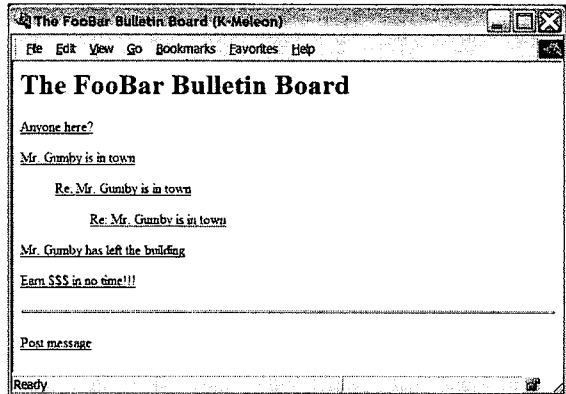 The FooBar Bulletin Board (K-Meleon)
File Edit View Go Bookmarks Favorites Help
The FooBar Bulletin Board
Anyone here?
Mr. Gumby is in town
Re: Mr. Gumby is in town
Re: Mr. Gumby is in town
Mr. Gumby has left the building
Earn $$$ in no time!!!
Post message
Ready